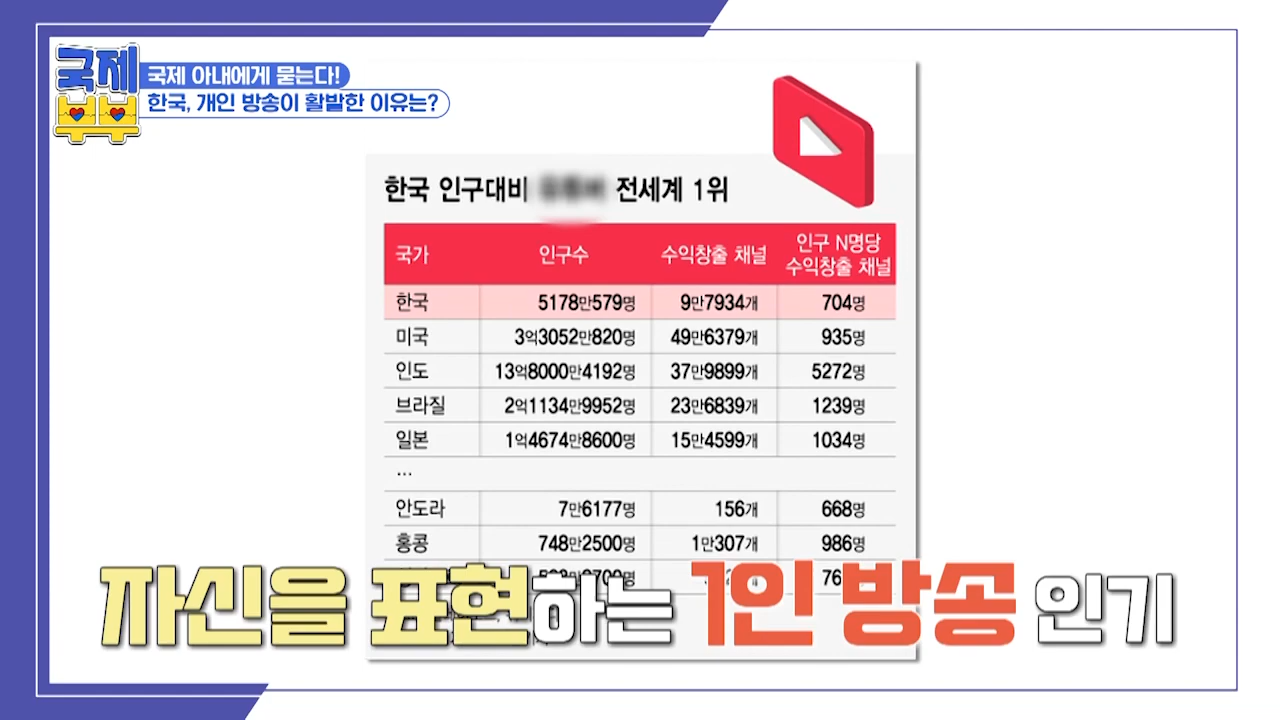 국제
부부
국제 아내에게 묻는다!
한국, 개인 방송이 활발한 이유는?
한국 인구대비 전세계 1위
국가 인구수 수익창출 채널 인구 N명당 수익창출 채널
한국 5178만579명 9만7934개 704명
미국 3억3052만820명 49만6379개 935명
인도 13억8000만4192명 37만9899개 5272명
브라질 2억1134만9952명 23만6839개 1239명
일본 1억4674만8600명 15만4599개 1034명
...
안도라 7만6177명 156개 668명
홍콩 748만2500명 1만307개 986명
자신을 표현하는 1인 방송 인기